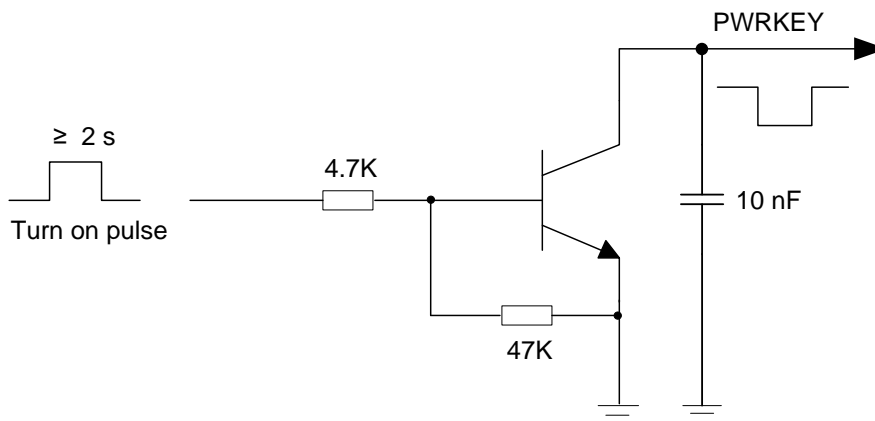 PWRKEY
≥ 2 s
4.7K
10 nF
Turn on pulse
47K